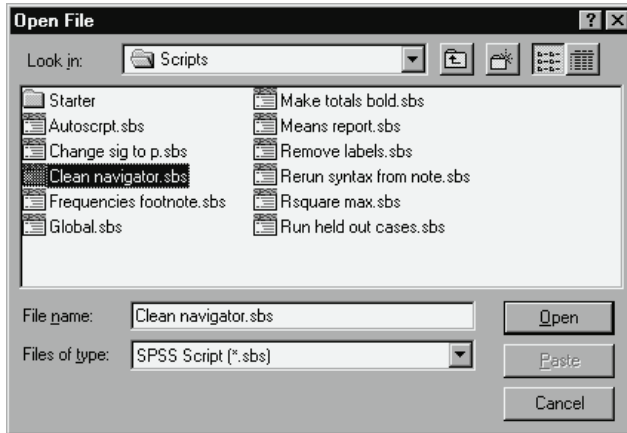 Open File
Look in: Scripts
Starter
Autoscrpt.sbs
Change sig to p.sbs
Clean navigator.sbs
Frequencies footnote.sbs
Global.sbs
Make totals bold.sbs
Means report.sbs
Remove labels.sbs
Rerun syntax from note.sbs
Rsquare max.sbs
Run held out cases.sbs
File name: Clean navigator.sbs
Open
Files of type: SPSS Script (*.sbs)
Paste
Cancel